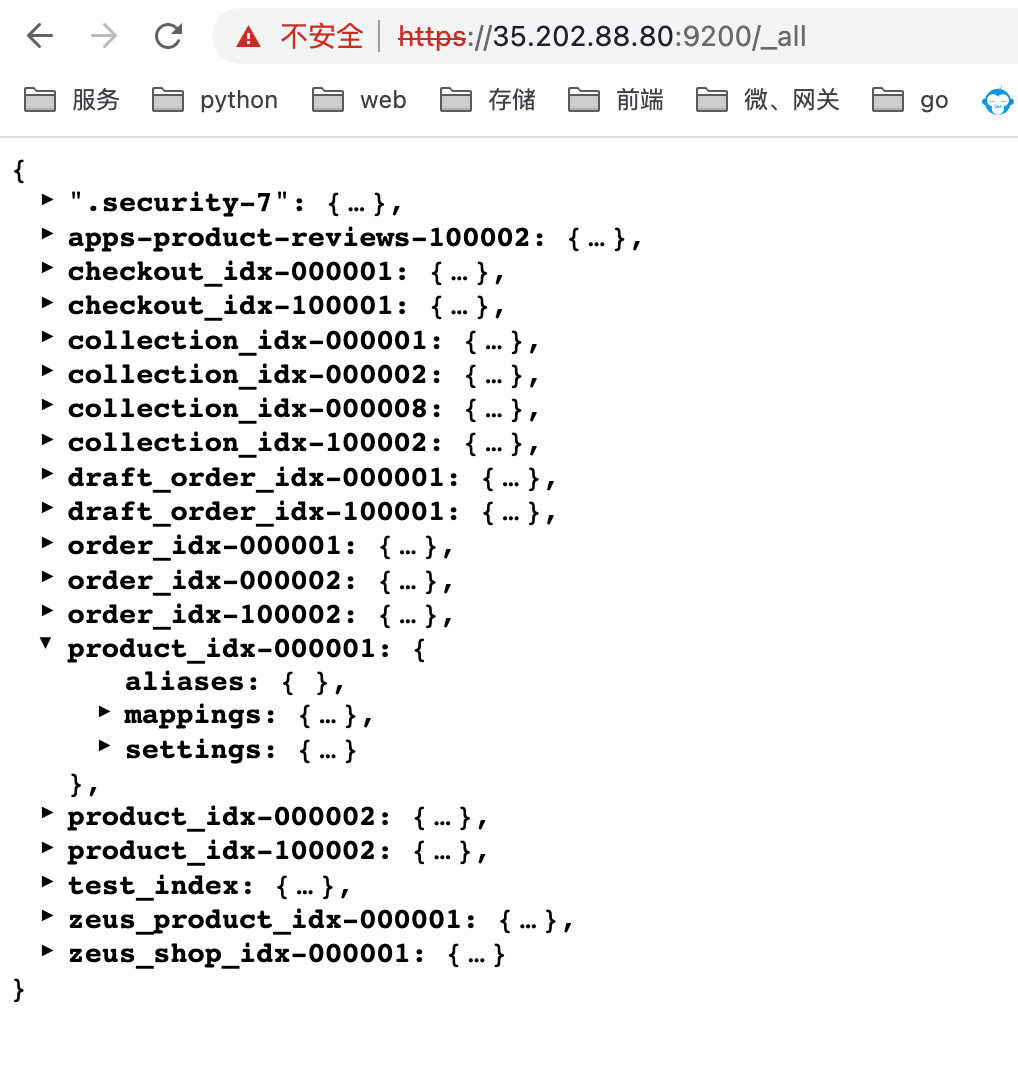 不安全 https://35.202.88.80:9200/_all
服务 python web 存储 前端 微、网关 go
{
".security-7": {…},
apps-product-reviews-100002: {…},
checkout_idx-000001: {…},
checkout_idx-100001: {…},
collection_idx-000001: {…},
collection_idx-000002: {…},
collection_idx-000008: {…},
collection_idx-100002: {…},
draft_order_idx-000001: {…},
draft_order_idx-100001: {…},
order_idx-000001: {…},
order_idx-000002: {…},
order_idx-100002: {…},
product_idx-000001: {
aliases: { },
mappings: {…},
settings: {…}
},
product_idx-000002: {…},
product_idx-100002: {…},
test_index: {…},
zeus_product_idx-000001: {…},
zeus_shop_idx-000001: {…}
}